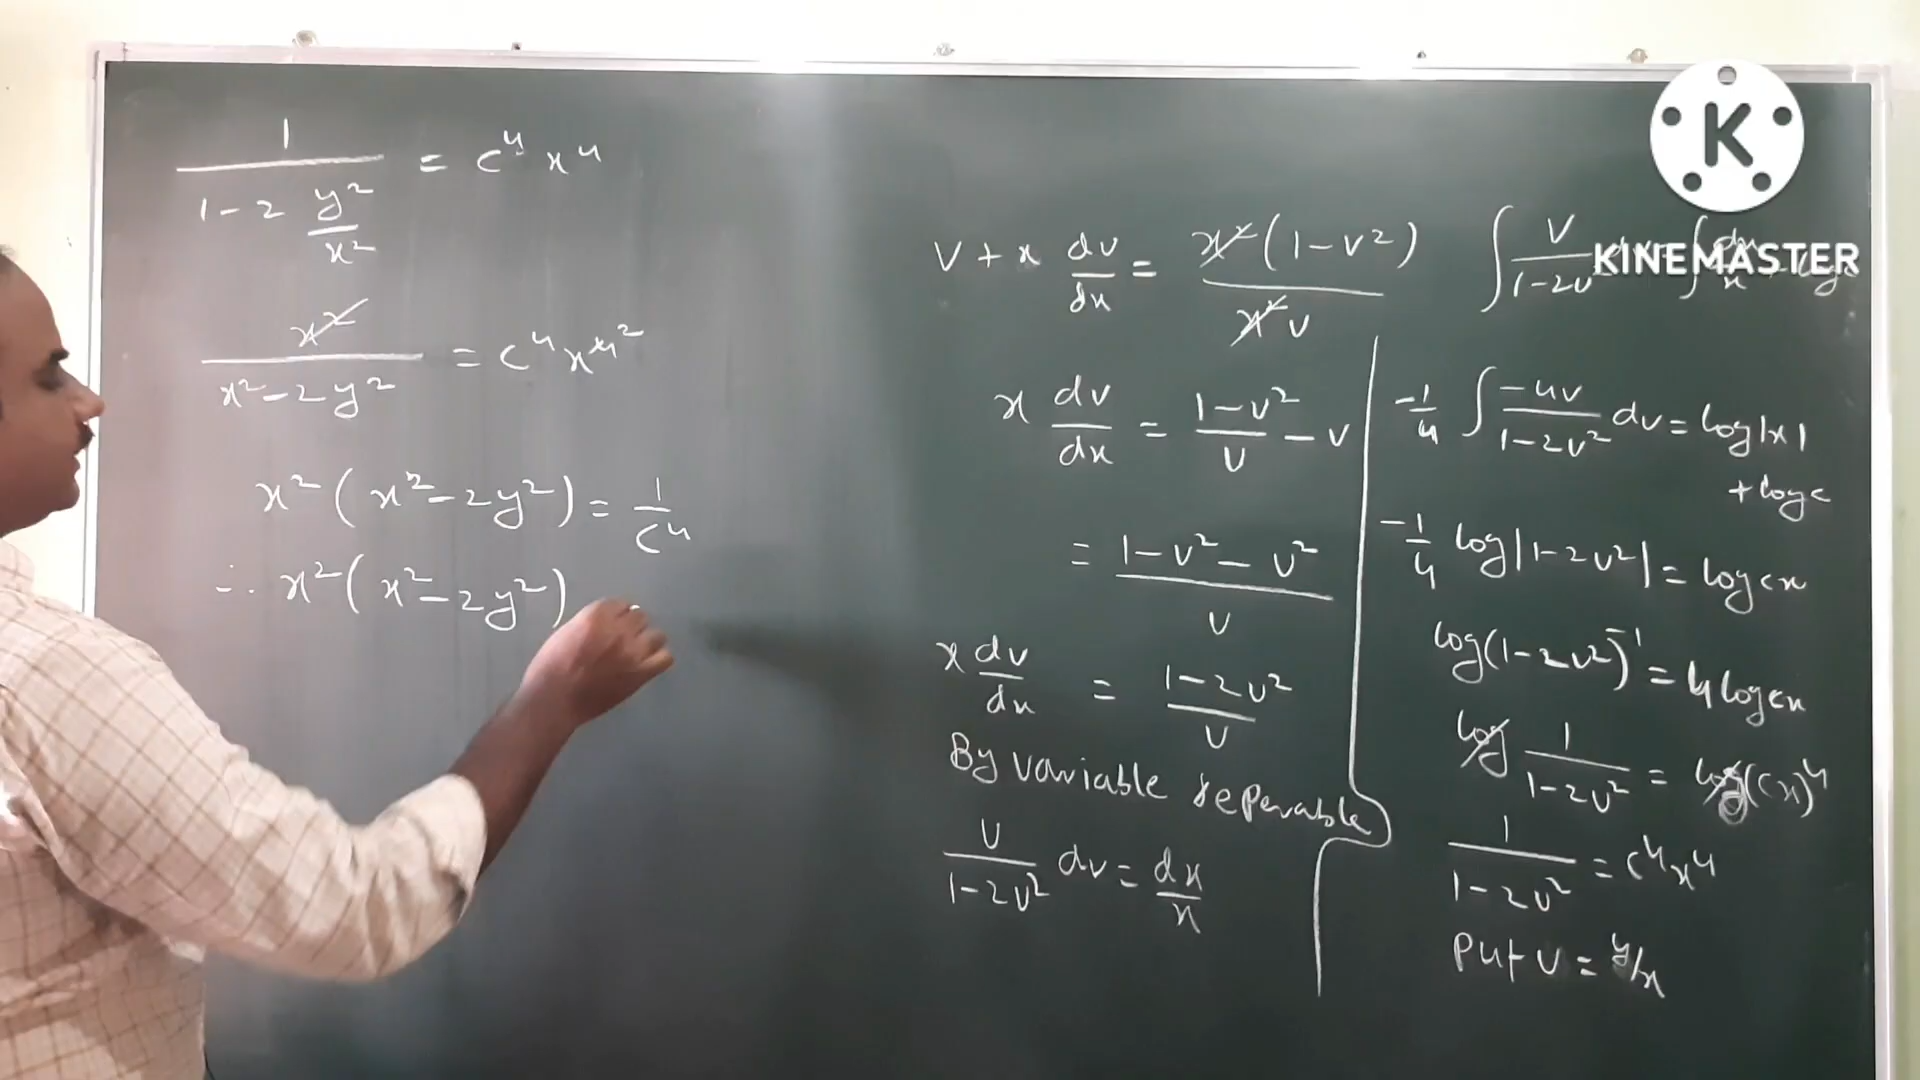 1/(1-2 y²/x²) = c⁴ x⁴
x²/(x²-2y²) = c⁴x⁴ ²
x²(x²-2y²) = 1/c⁴
∴ x²(x²-2y²)
v + x dv/dx = x²(1-v²)/x²v
x dv/dx = (1-v²)/v - v
= (1-v²-v²)/v
x dv/dx = (1-2v²)/v
By variable seperable
v/(1-2v²) dv = dx/x
K
KINEMASTER
∫ v/(1-2v² ∫ dx/x + log c
-1/4 ∫ -4v/(1-2v²) dv = log|x|
+ log c
-1/4 log|1-2v²| = log cx
log(1-2v²)⁻¹ = 4 log cx
log 1/(1-2v²) = log(cx)⁴
1/(1-2v²) = c⁴x⁴
Put v = y/x